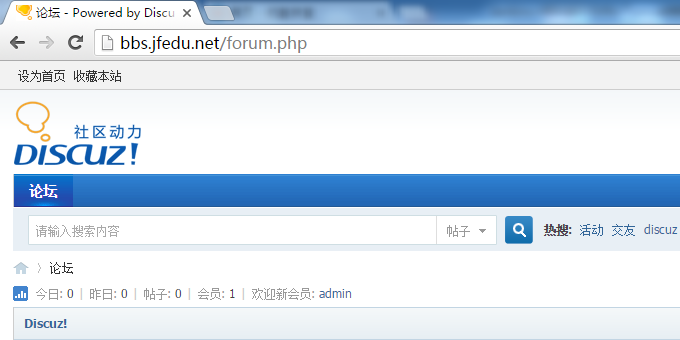 论坛 - Powered by Discu
bbs.jfedu.net/forum.php
设为首页 收藏本站
社区动力
DISCUZ!
论坛
请输入搜索内容 帖子 热搜: 活动 交友 discuz
论坛
今日: 0 | 昨日: 0 | 帖子: 0 | 会员: 1 | 欢迎新会员: admin
Discuz!